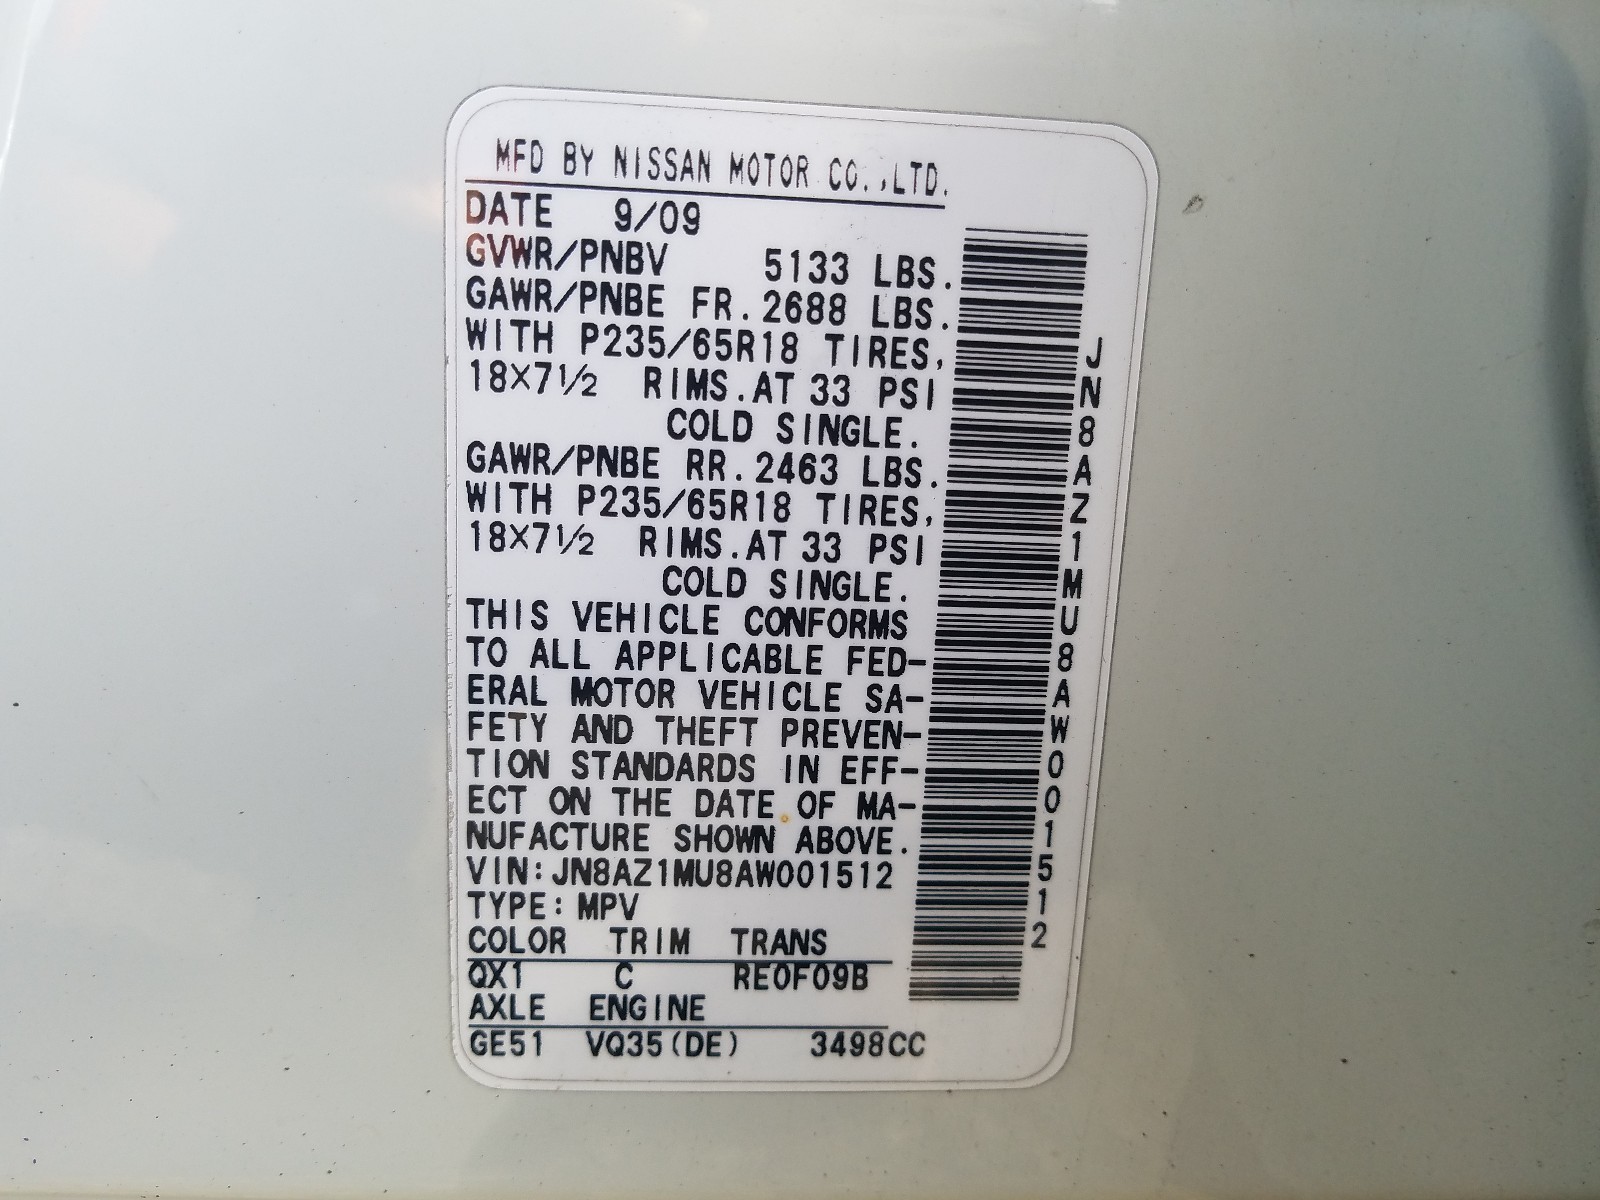 MFD BY NISSAN MOTOR CO.,LTD.
DATE 9/09
GVWR/PNBV 5133 LBS.
GAWR/PNBE FR. 2688 LBS.
WITH P235/65R18 TIRES,
18×7½ RIMS. AT 33 PSI
COLD SINGLE.
GAWR/PNBE RR. 2463 LBS.
WITH P235/65R18 TIRES,
18×7½ RIMS. AT 33 PSI
COLD SINGLE.
THIS VEHICLE CONFORMS
TO ALL APPLICABLE FED-
ERAL MOTOR VEHICLE SA-
FETY AND THEFT PREVEN-
TION STANDARDS IN EFF-
ECT ON THE DATE OF MA-
NUFACTURE SHOWN ABOVE.
VIN: JN8AZ1MU8AW001512
TYPE: MPV
COLOR TRIM TRANS
QX1 C RE0F09B
AXLE ENGINE
GE51 VQ35(DE) 3498CC
JN8AZ1MU8AW001512